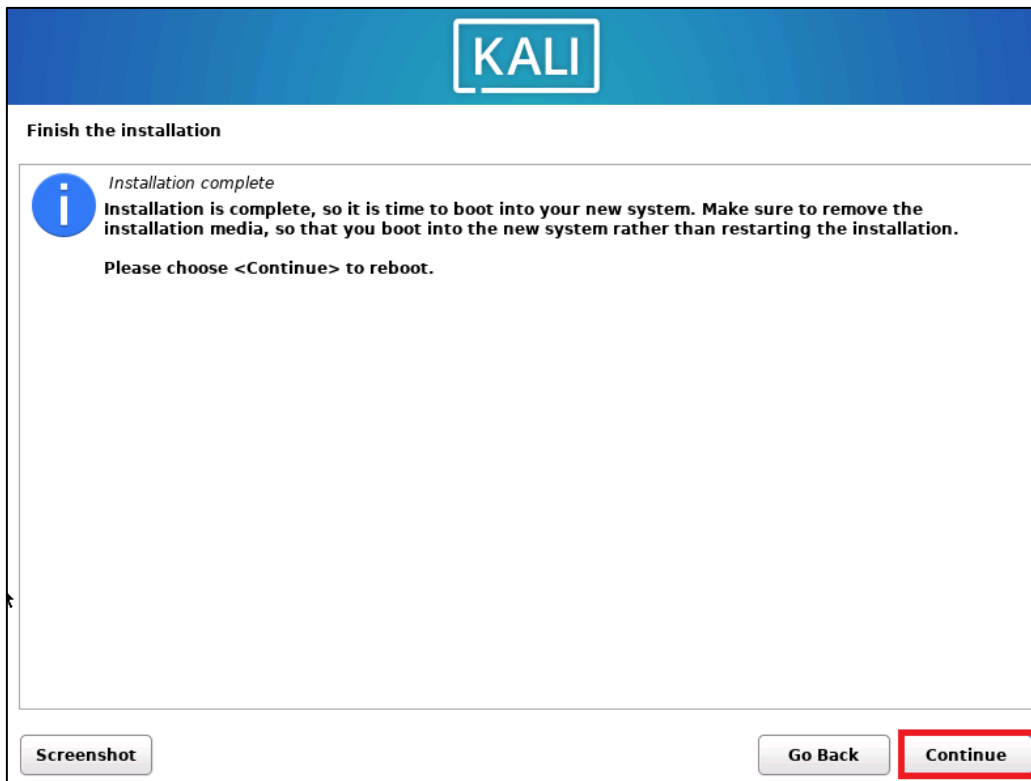 KALI
Finish the installation
Installation complete
Installation is complete, so it is time to boot into your new system. Make sure to remove the
installation media, so that you boot into the new system rather than restarting the installation.
Please choose <Continue> to reboot.
Screenshot
Go Back
Continue